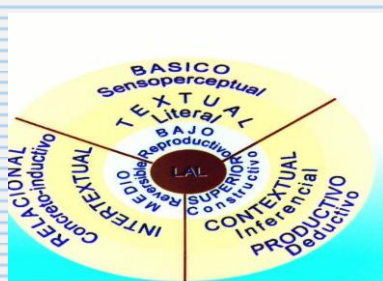 BASICO
Sensoperceptual
TEXTUAL
Literal
BAJO
Reproductivo
LAL
MEDIO
Reversible
INTERTEXTUAL
RELACIONAL
Concreto-inductivo
SUPERIOR
Constructivo
CONTEXTUAL
Inferencial
PRODUCTIVO
Deductivo